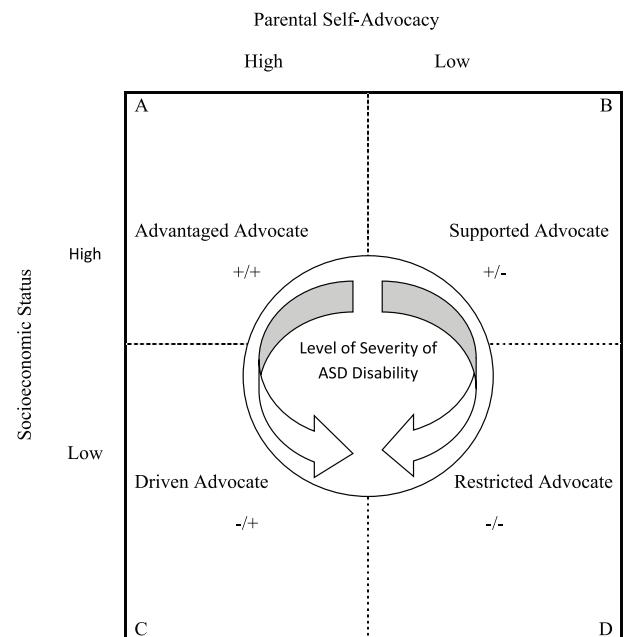 Parental Self-Advocacy
High Low
A B
Advantaged Advocate Supported Advocate
High
+/+ +/-
Socioeconomic Status
Level of Severity of
ASD Disability
Low
Driven Advocate Restricted Advocate
-/+ -/-
C D